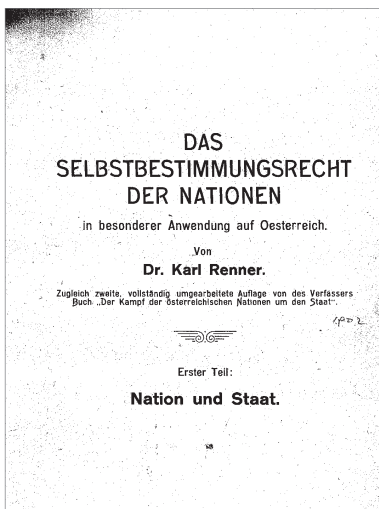 DAS
SELBSTBESTIMMUNGSRECHT
DER NATIONEN
in besonderer Anwendung auf Oesterreich.
Von
Dr. Karl Renner.
Zugleich zweite, vollständig umgearbeitete Auflage von des Verfassers
Buch „Der Kampf der österreichischen Nationen um den Staat“.
1902
Erster Teil:
Nation und Staat.